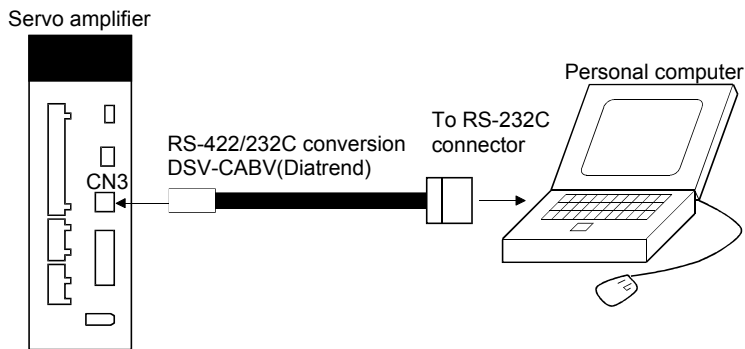 Servo amplifier
Personal computer
To RS-232C
connector
RS-422/232C conversion
DSV-CABV(Diatrend)
CN3